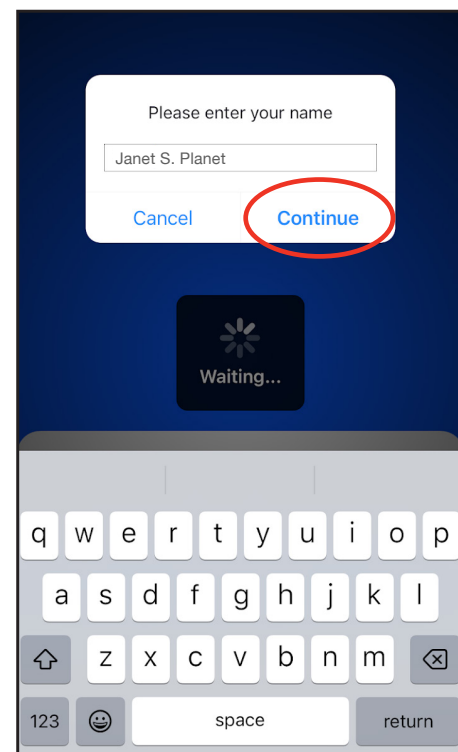 Please enter your name
Janet S. Planet
Cancel Continue
Waiting...
q w e r t y u i o p
a s d f g h j k l
z x c v b n m
123 space return